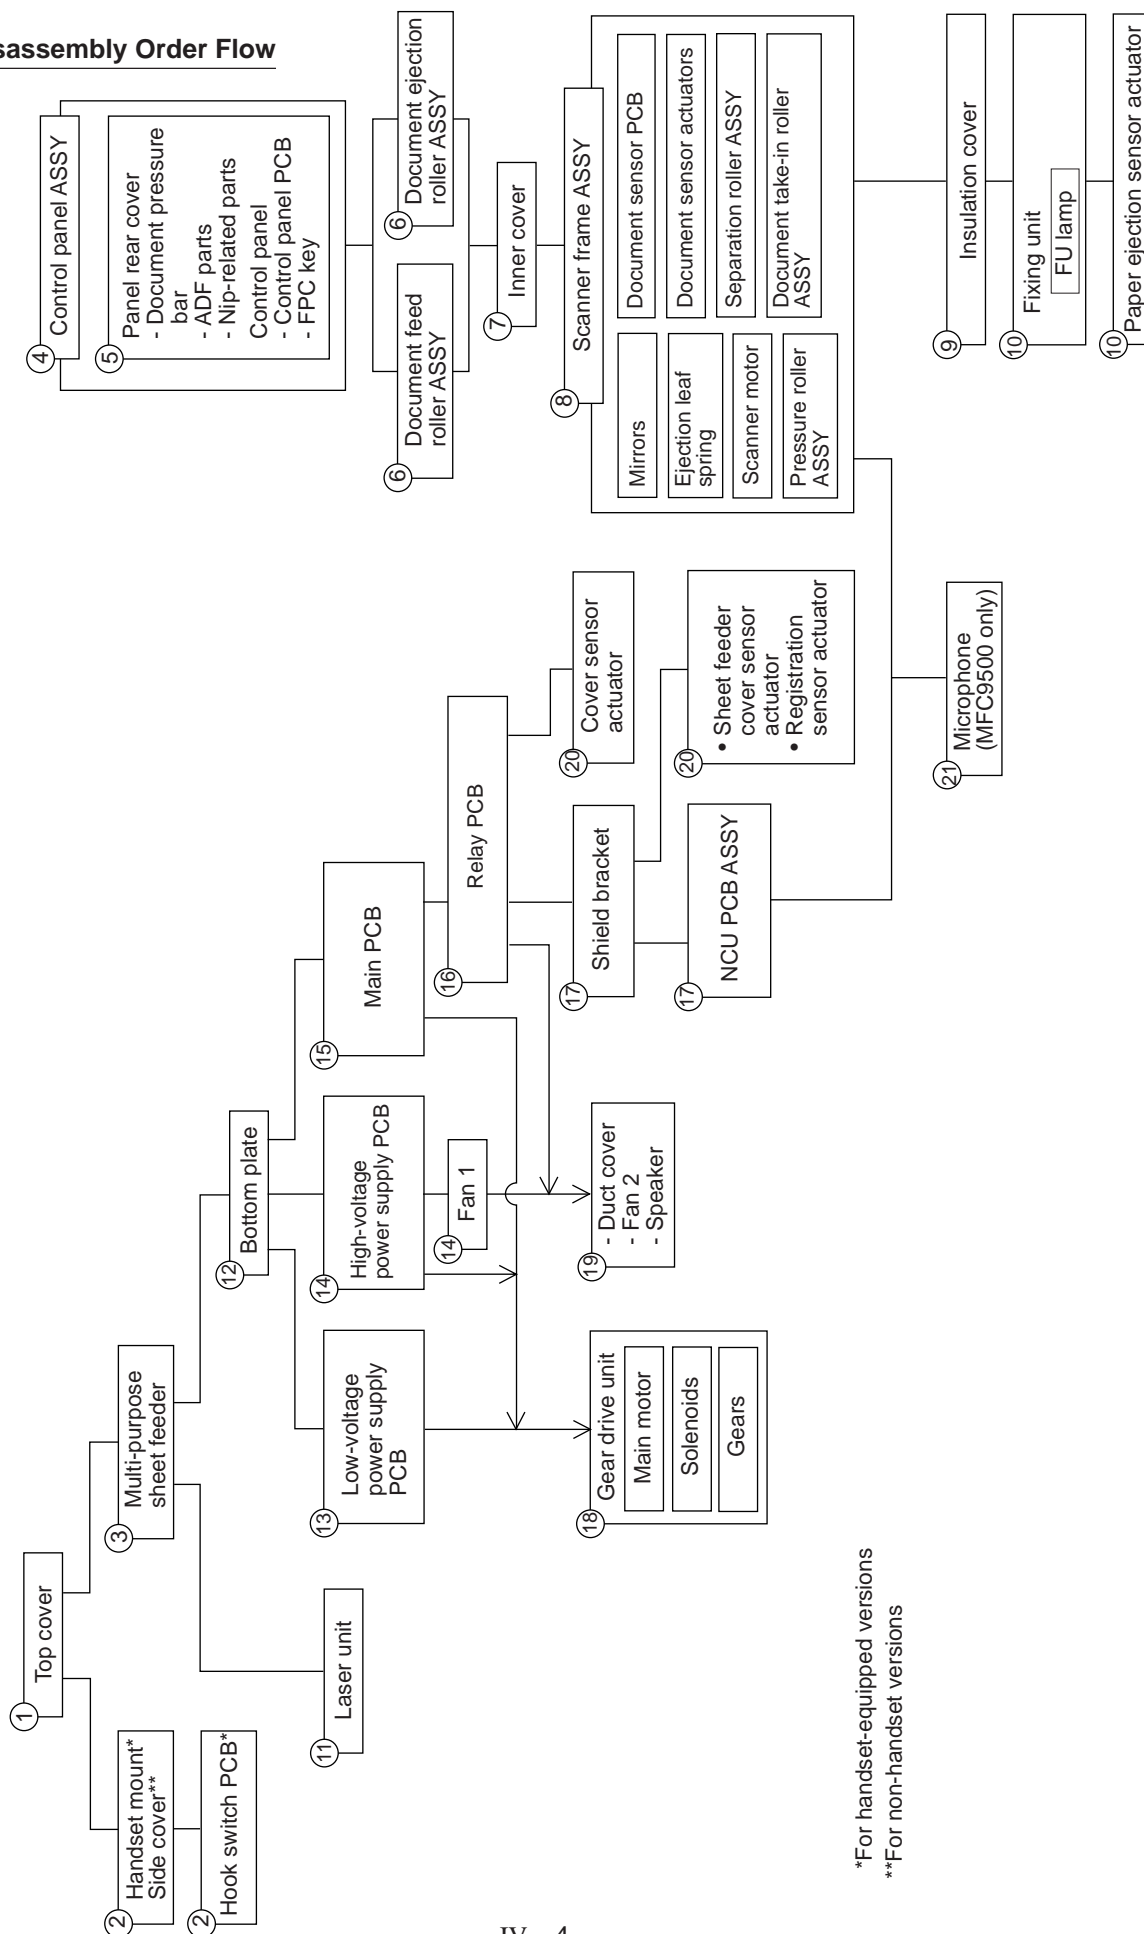 sassembly Order Flow
1
Top cover
2
Handset mount*
Side cover**
2
Hook switch PCB*
3
Multi-purpose
sheet feeder
11
Laser unit
12
Bottom plate
13
Low-voltage
power supply
PCB
14
High-voltage
power supply PCB
14
Fan 1
15
Main PCB
16
Relay PCB
17
Shield bracket
17
NCU PCB ASSY
18
Gear drive unit
Main motor
Solenoids
Gears
19
- Duct cover
- Fan 2
- Speaker
20
Cover sensor
actuator
20
• Sheet feeder
cover sensor
actuator
• Registration
sensor actuator
21
Microphone
(MFC9500 only)
4
Control panel ASSY
5
Panel rear cover
- Document pressure
bar
- ADF parts
- Nip-related parts
Control panel
- Control panel PCB
- FPC key
6
Document feed
roller ASSY
6
Document ejection
roller ASSY
7
Inner cover
8
Scanner frame ASSY
Mirrors
Ejection leaf
spring
Scanner motor
Pressure roller
ASSY
Document sensor PCB
Document sensor actuators
Separation roller ASSY
Document take-in roller
ASSY
9
Insulation cover
10
Fixing unit
FU lamp
10
Paper ejection sensor actuator
*For handset-equipped versions
**For non-handset versions